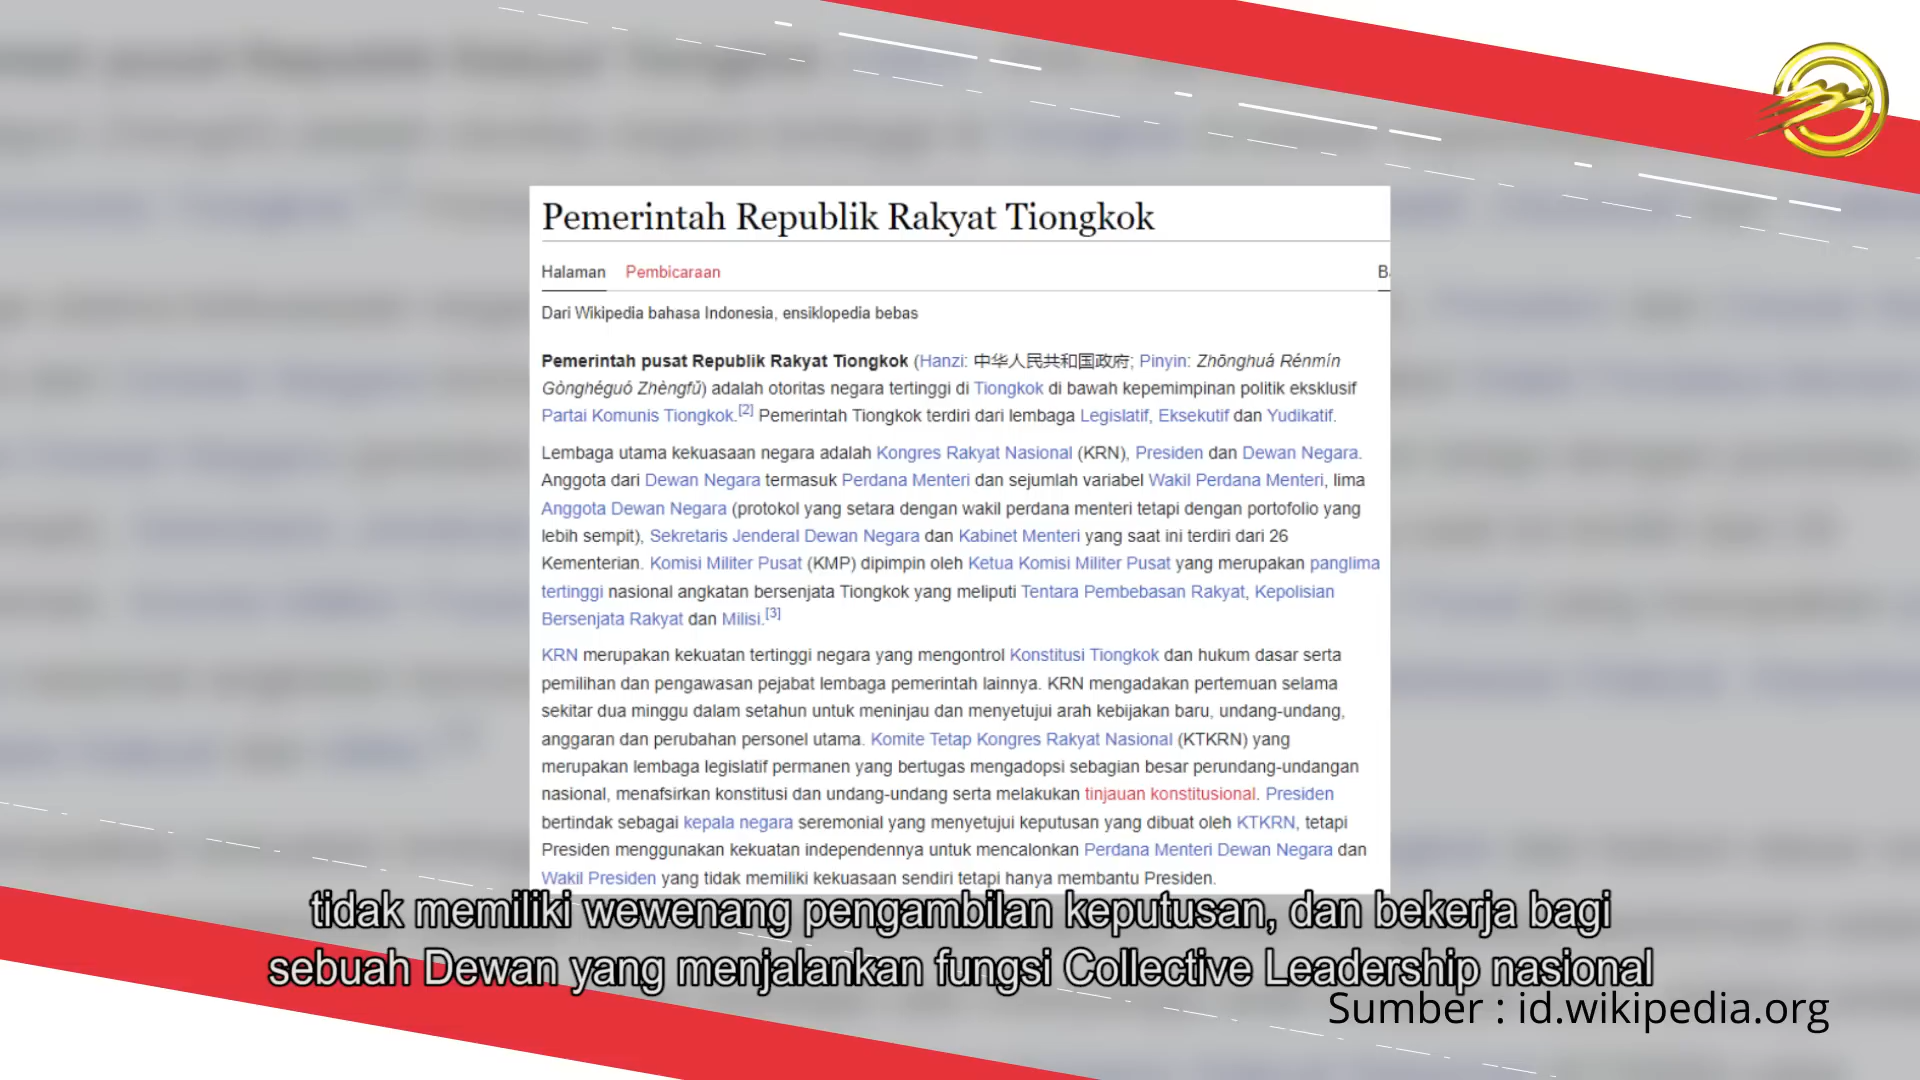 Pemerintah Republik Rakyat Tiongkok
Halaman Pembicaraan
Dari Wikipedia bahasa Indonesia, ensiklopedia bebas
Pemerintah pusat Republik Rakyat Tiongkok (Hanzi: 中华人民共和国政府; Pinyin: Zhōnghuá Rénmín
Gònghéguó Zhèngfǔ) adalah otoritas negara tertinggi di Tiongkok di bawah kepemimpinan politik eksklusif
Partai Komunis Tiongkok.[2] Pemerintah Tiongkok terdiri dari lembaga Legislatif, Eksekutif dan Yudikatif.
Lembaga utama kekuasaan negara adalah Kongres Rakyat Nasional (KRN), Presiden dan Dewan Negara.
Anggota dari Dewan Negara termasuk Perdana Menteri dan sejumlah variabel Wakil Perdana Menteri, lima
Anggota Dewan Negara (protokol yang setara dengan wakil perdana menteri tetapi dengan portofolio yang
lebih sempit), Sekretaris Jenderal Dewan Negara dan Kabinet Menteri yang saat ini terdiri dari 26
Kementerian. Komisi Militer Pusat (KMP) dipimpin oleh Ketua Komisi Militer Pusat yang merupakan panglima
tertinggi nasional angkatan bersenjata Tiongkok yang meliputi Tentara Pembebasan Rakyat, Kepolisian
Bersenjata Rakyat dan Milisi.[3]
KRN merupakan kekuatan tertinggi negara yang mengontrol Konstitusi Tiongkok dan hukum dasar serta
pemilihan dan pengawasan pejabat lembaga pemerintah lainnya. KRN mengadakan pertemuan selama
sekitar dua minggu dalam setahun untuk meninjau dan menyetujui arah kebijakan baru, undang-undang,
anggaran dan perubahan personel utama. Komite Tetap Kongres Rakyat Nasional (KTKRN) yang
merupakan lembaga legislatif permanen yang bertugas mengadopsi sebagian besar perundang-undangan
nasional, menafsirkan konstitusi dan undang-undang serta melakukan tinjauan konstitusional. Presiden
bertindak sebagai kepala negara seremonial yang menyetujui keputusan yang dibuat oleh KTKRN, tetapi
Presiden menggunakan kekuatan independennya untuk mencalonkan Perdana Menteri Dewan Negara dan
Wakil Presiden yang tidak memiliki kekuasaan sendiri tetapi hanya membantu Presiden.
tidak memiliki wewenang pengambilan keputusan, dan bekerja bagi
sebuah Dewan yang menjalankan fungsi Collective Leadership nasional
Sumber : id.wikipedia.org